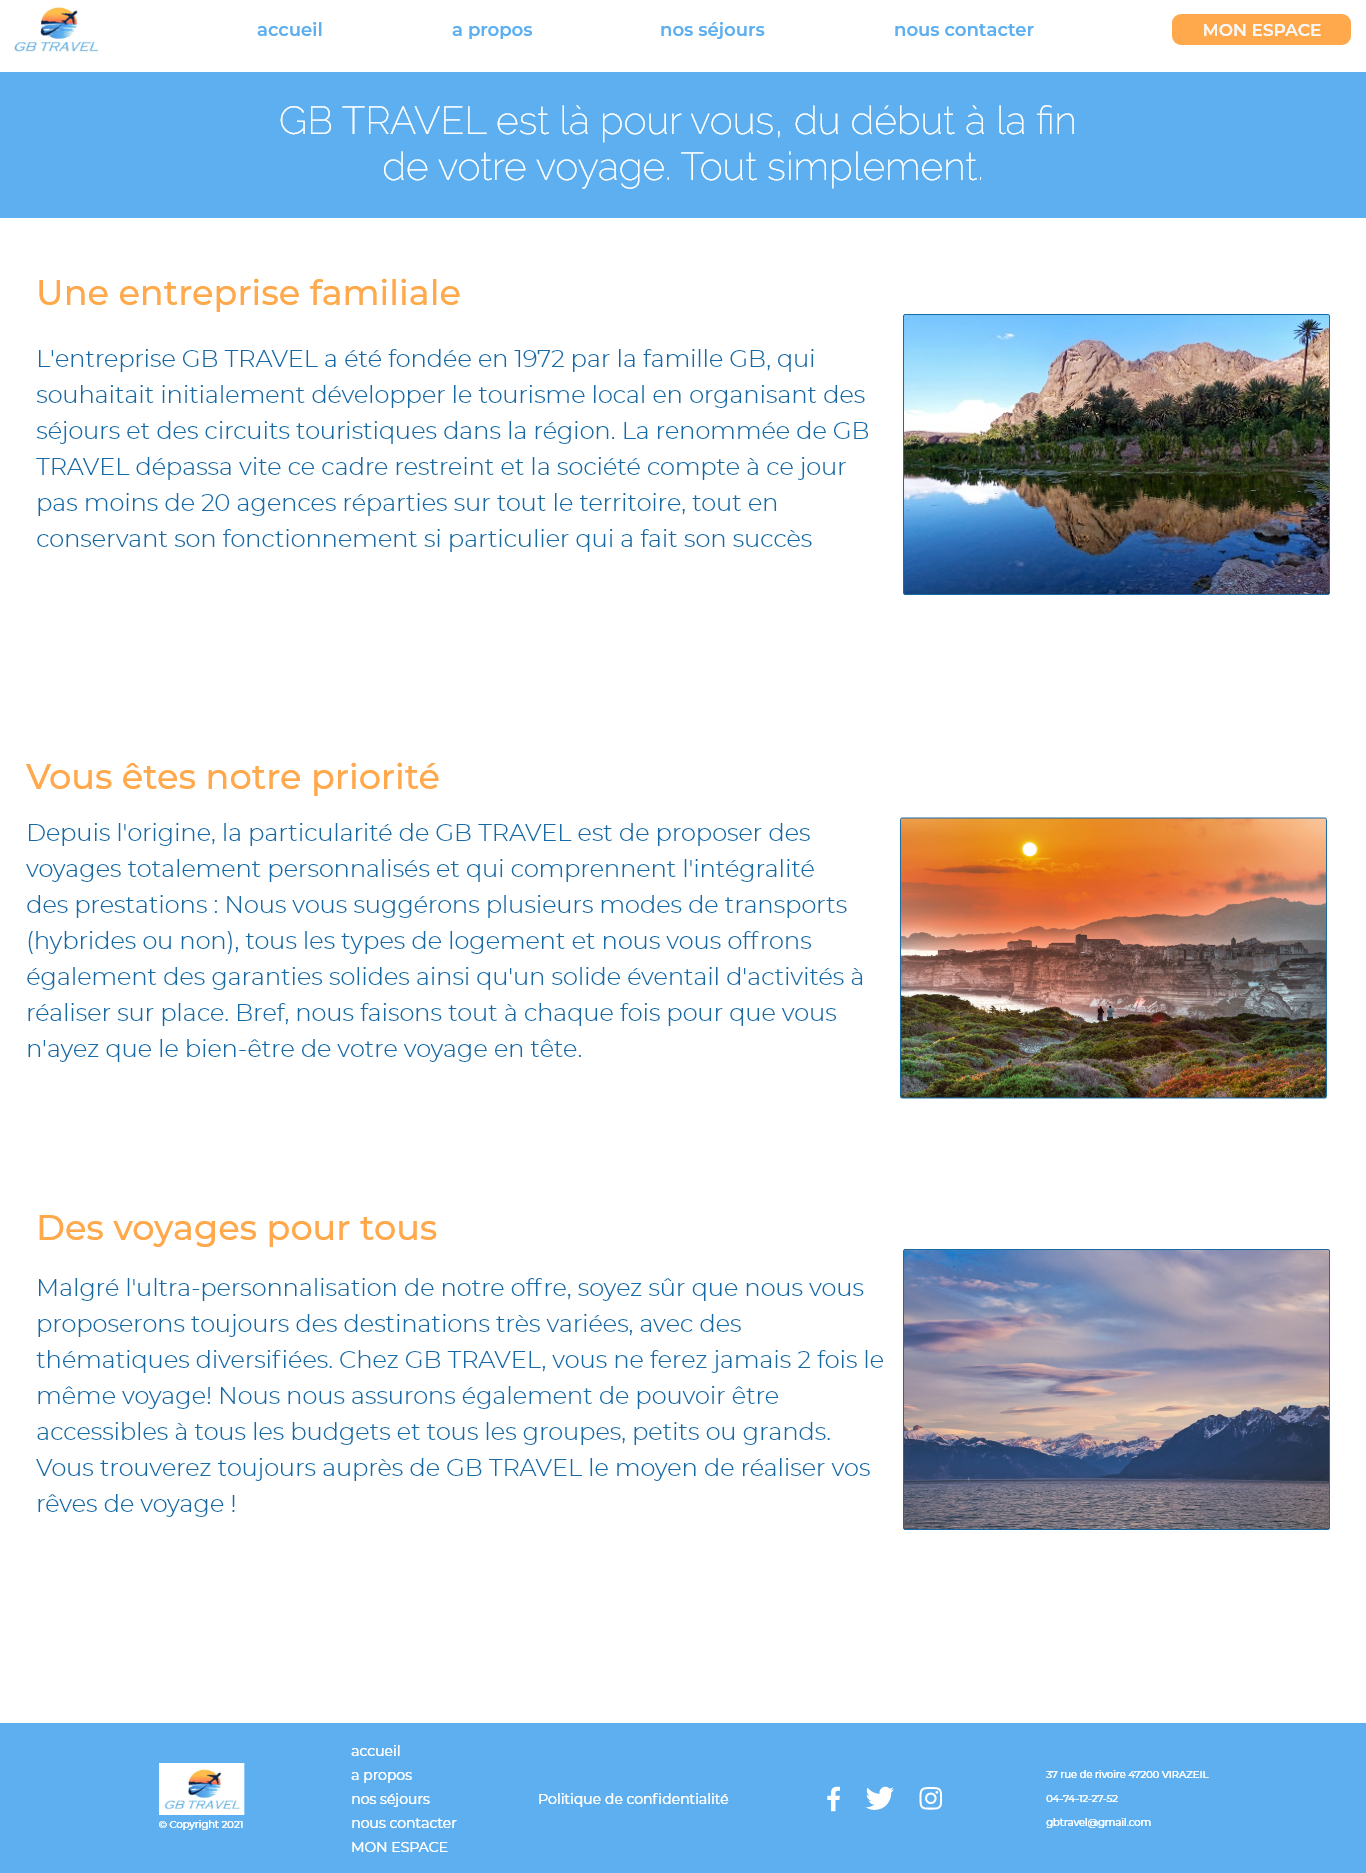 GB TRAVEL
accueil
a propos
nos séjours
nous contacter
MON ESPACE
GB TRAVEL est là pour vous, du début à la fin
de votre voyage. Tout simplement.
Une entreprise familiale
L'entreprise GB TRAVEL a été fondée en 1972 par la famille GB, qui
souhaitait initialement développer le tourisme local en organisant des
séjours et des circuits touristiques dans la région. La renommée de GB
TRAVEL dépassa vite ce cadre restreint et la société compte à ce jour
pas moins de 20 agences réparties sur tout le territoire, tout en
conservant son fonctionnement si particulier qui a fait son succès
Vous êtes notre priorité
Depuis l'origine, la particularité de GB TRAVEL est de proposer des
voyages totalement personnalisés et qui comprennent l'intégralité
des prestations : Nous vous suggérons plusieurs modes de transports
(hybrides ou non), tous les types de logement et nous vous offrons
également des garanties solides ainsi qu'un solide éventail d'activités à
réaliser sur place. Bref, nous faisons tout à chaque fois pour que vous
n'ayez que le bien-être de votre voyage en tête.
Des voyages pour tous
Malgré l'ultra-personnalisation de notre offre, soyez sûr que nous vous
proposerons toujours des destinations très variées, avec des
thématiques diversifiées. Chez GB TRAVEL, vous ne ferez jamais 2 fois le
même voyage! Nous nous assurons également de pouvoir être
accessibles à tous les budgets et tous les groupes, petits ou grands.
Vous trouverez toujours auprès de GB TRAVEL le moyen de réaliser vos
rêves de voyage !
GB TRAVEL
© Copyright 2021
accueil
a propos
nos séjours
nous contacter
MON ESPACE
Politique de confidentialité
37 rue de rivoire 47200 VIRAZEIL
04-74-12-27-52
gbtravel@gmail.com